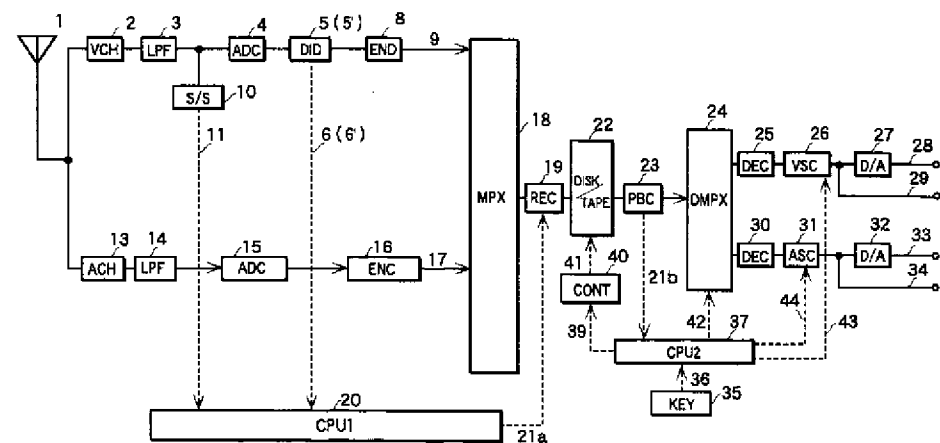 1
2 3 4 5 (5') 8
VCH LPF ADC DID END 9
S/S 10
11 6 (6')
13 14 15 16 17
ACH LPF ADC ENC
MPX 18
19 REC
22 DISK/TAPE
23 PBC
24 DMPX
25 26 27 28
DEC VSC D/A 29
30 31 32 33
DEC ASC D/A 34
41 40 CONT
21b
39 42 37 44 43
CPU2
36 35
KEY
20 CPU1 21a